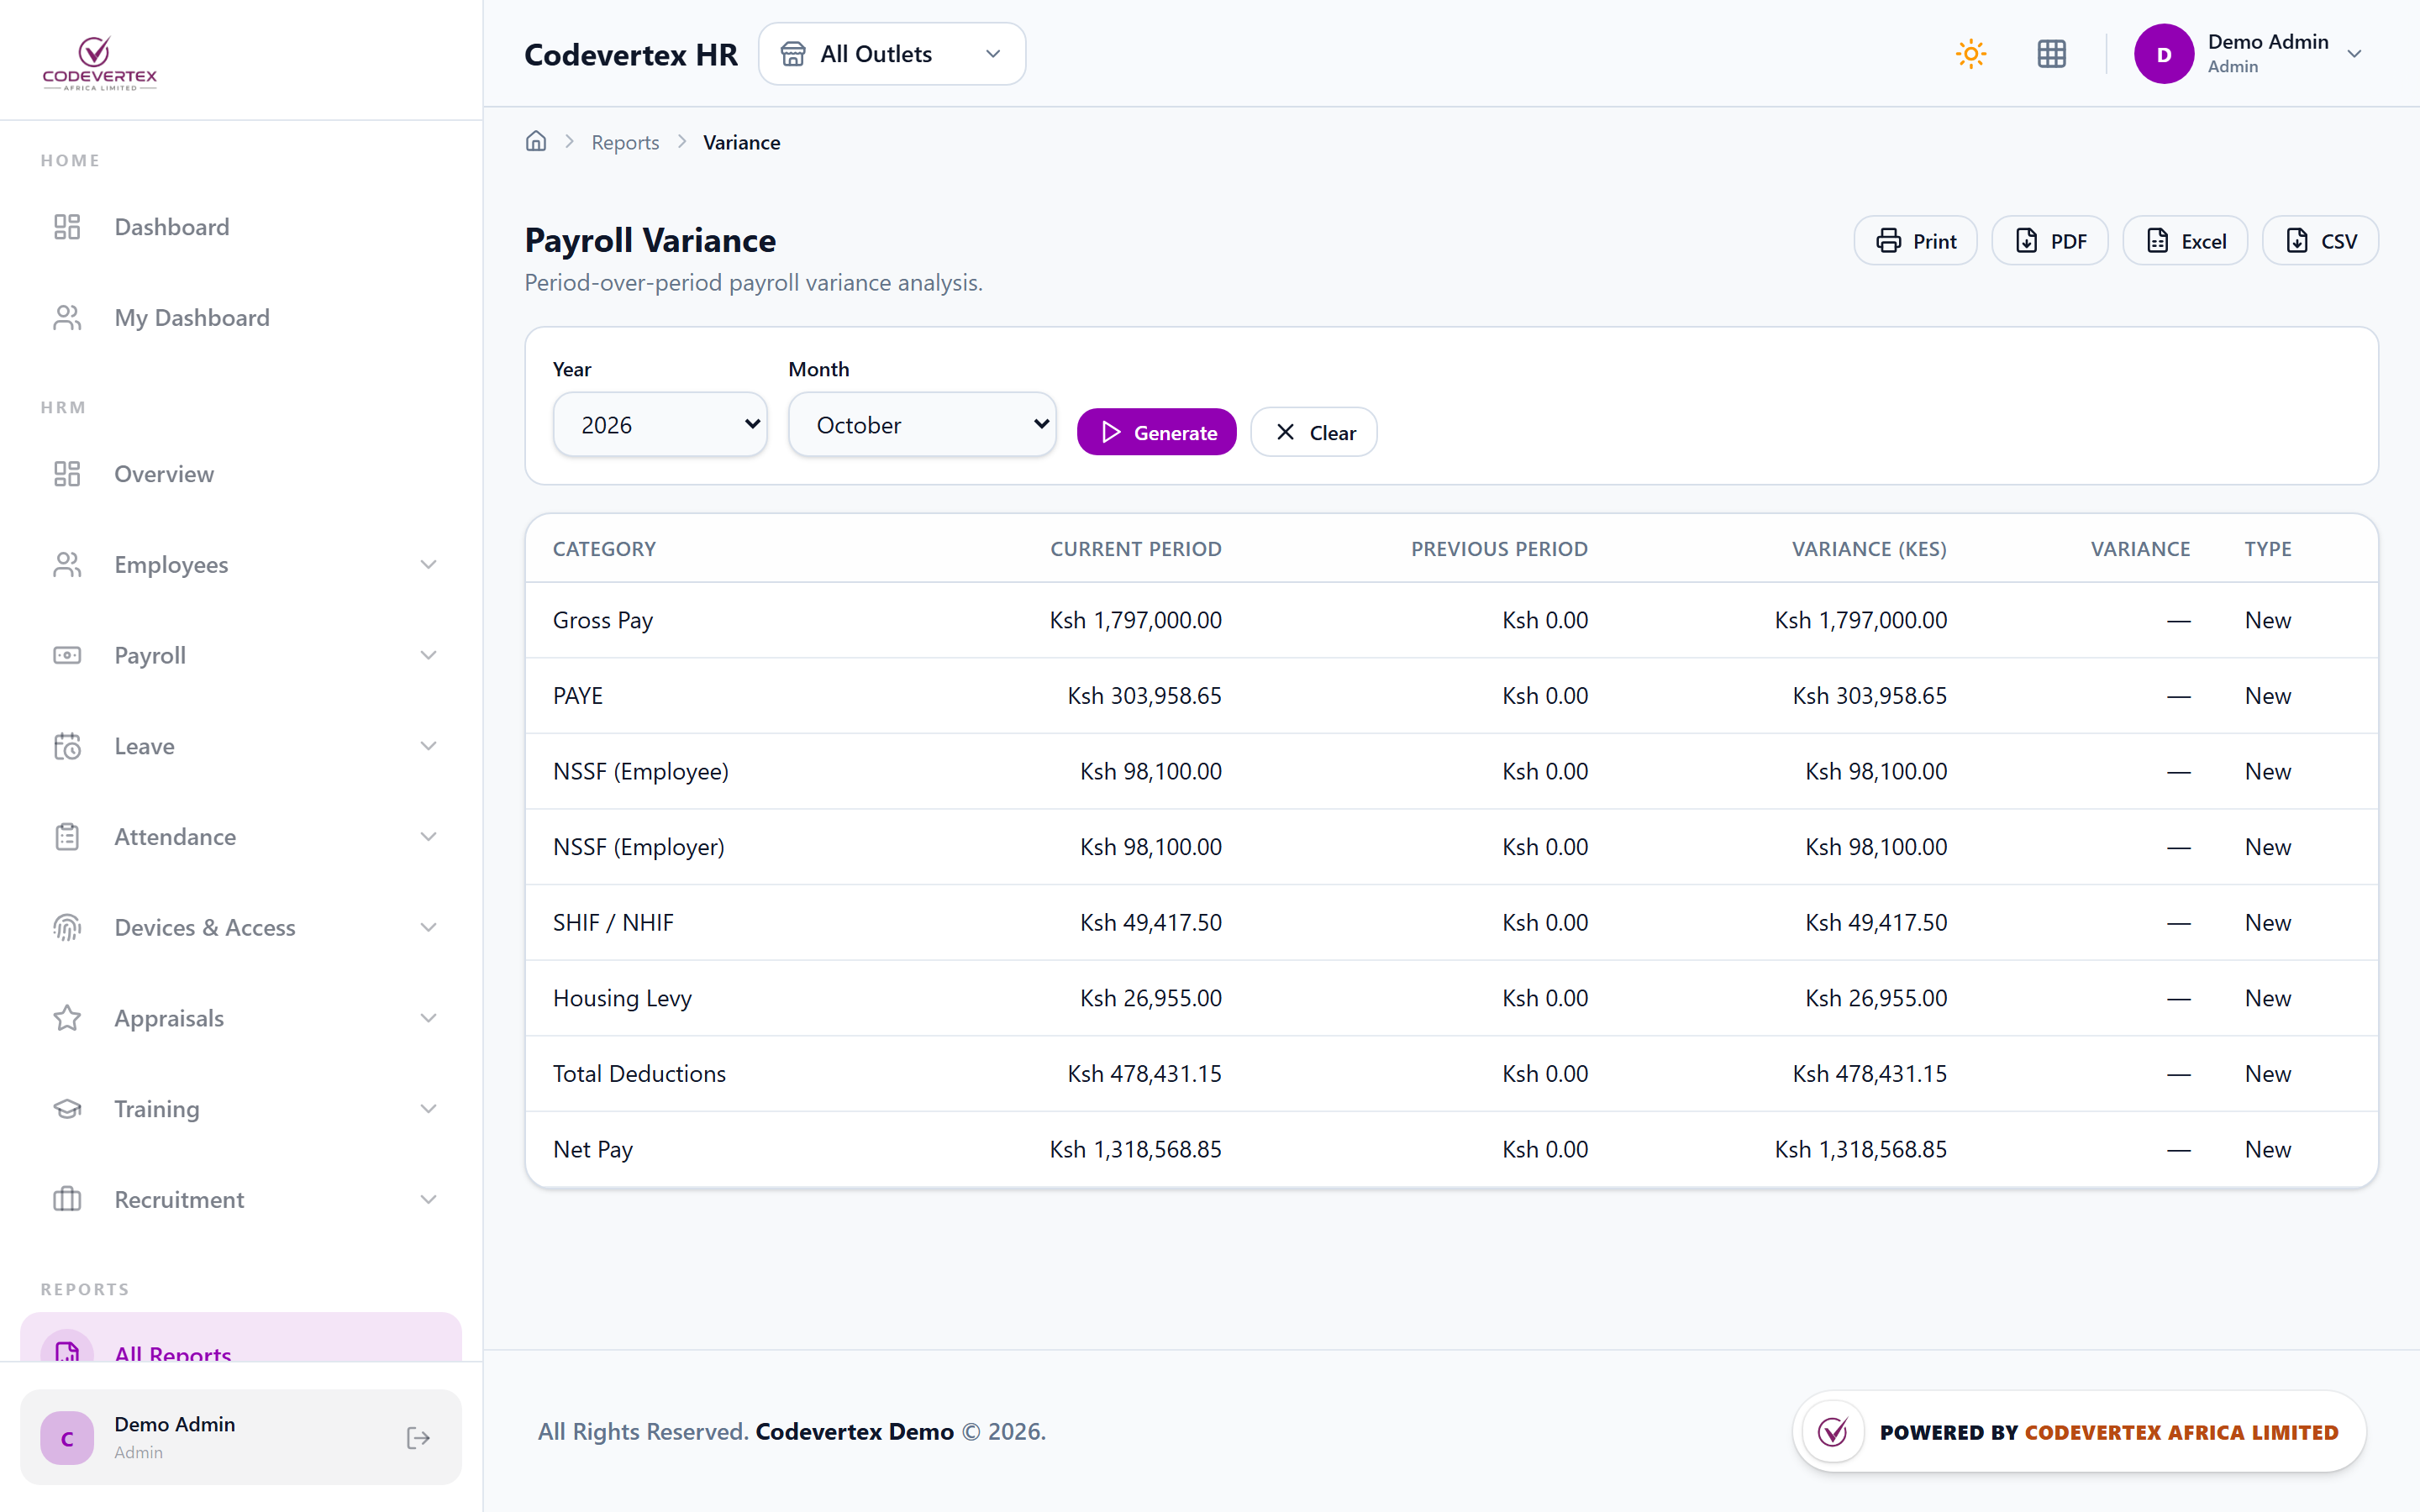 CODEVERTEX
AFRICA LIMITED
HOME
Dashboard
My Dashboard
HRM
Overview
Employees
Payroll
Leave
Attendance
Devices & Access
Appraisals
Training
Recruitment
REPORTS
All Reports
C
Demo Admin
Admin
Codevertex HR
All Outlets
D
Demo Admin
Admin
Reports
Variance
Payroll Variance
Period-over-period payroll variance analysis.
Print
PDF
Excel
CSV
Year
Month
2026
October
Generate
Clear
CATEGORY CURRENT PERIOD PREVIOUS PERIOD VARIANCE (KES) VARIANCE TYPE
Gross Pay Ksh 1,797,000.00 Ksh 0.00 Ksh 1,797,000.00 — New
PAYE Ksh 303,958.65 Ksh 0.00 Ksh 303,958.65 — New
NSSF (Employee) Ksh 98,100.00 Ksh 0.00 Ksh 98,100.00 — New
NSSF (Employer) Ksh 98,100.00 Ksh 0.00 Ksh 98,100.00 — New
SHIF / NHIF Ksh 49,417.50 Ksh 0.00 Ksh 49,417.50 — New
Housing Levy Ksh 26,955.00 Ksh 0.00 Ksh 26,955.00 — New
Total Deductions Ksh 478,431.15 Ksh 0.00 Ksh 478,431.15 — New
Net Pay Ksh 1,318,568.85 Ksh 0.00 Ksh 1,318,568.85 — New
All Rights Reserved. Codevertex Demo © 2026.
POWERED BY CODEVERTEX AFRICA LIMITED